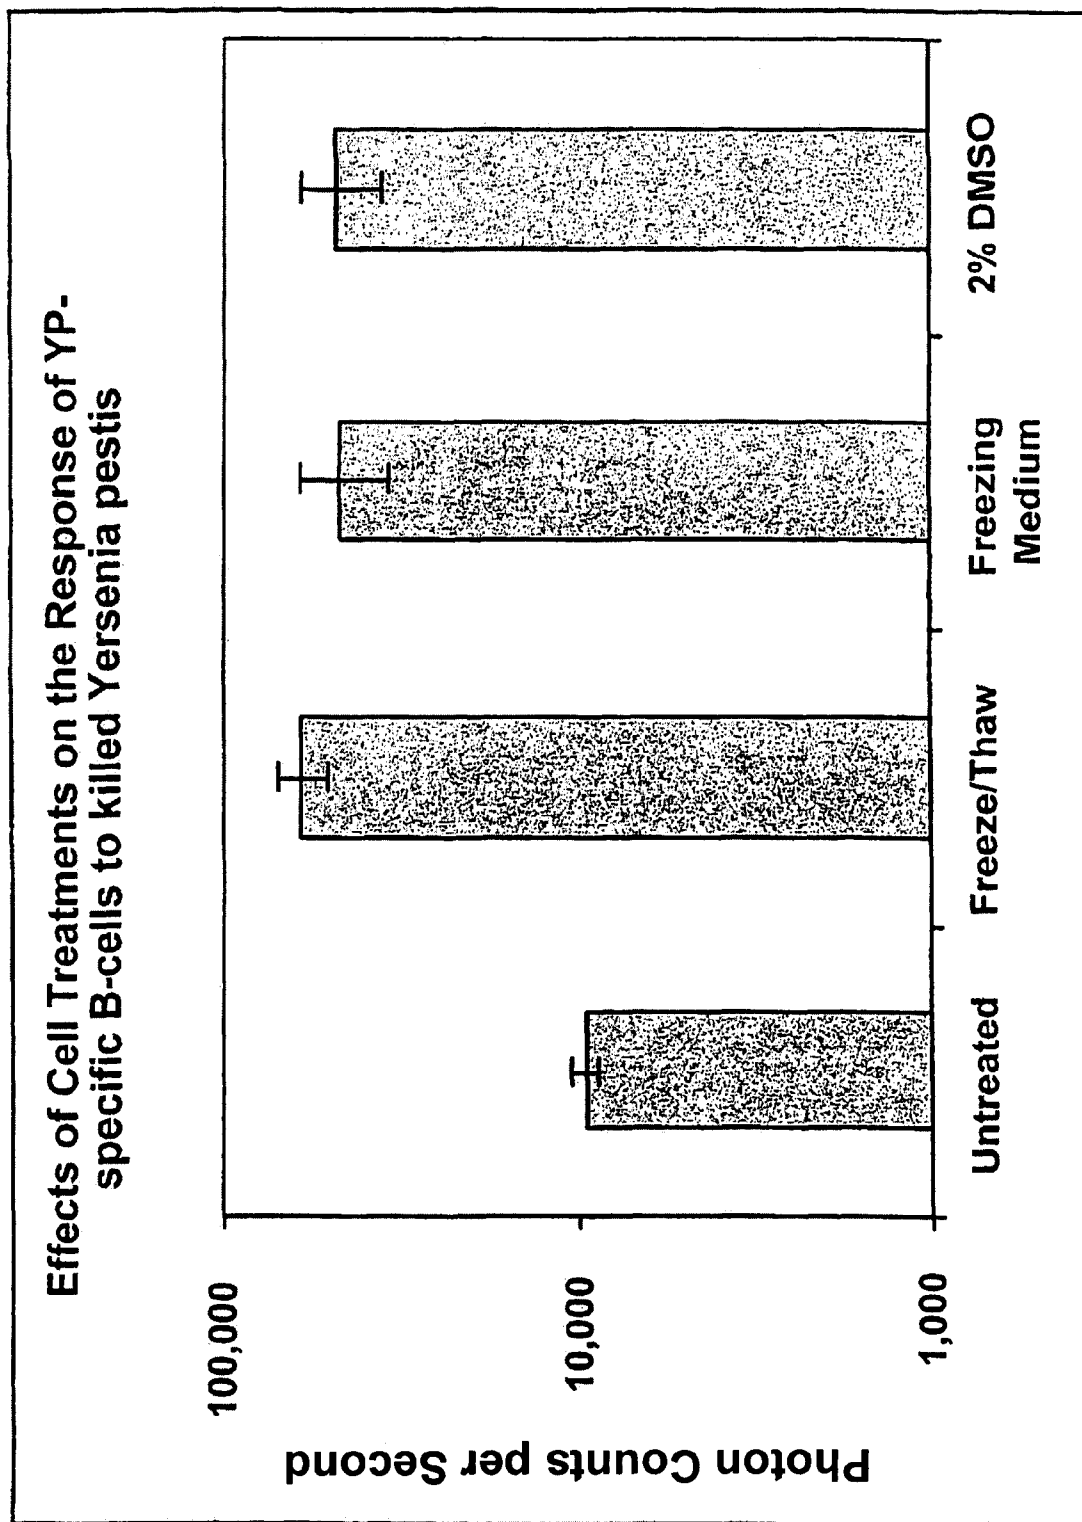 Effects of Cell Treatments on the Response of YP-
specific B-cells to killed Yersenia pestis
Photon Counts per Second
100,000
10,000
1,000
Untreated
Freeze/Thaw
Freezing
Medium
2% DMSO